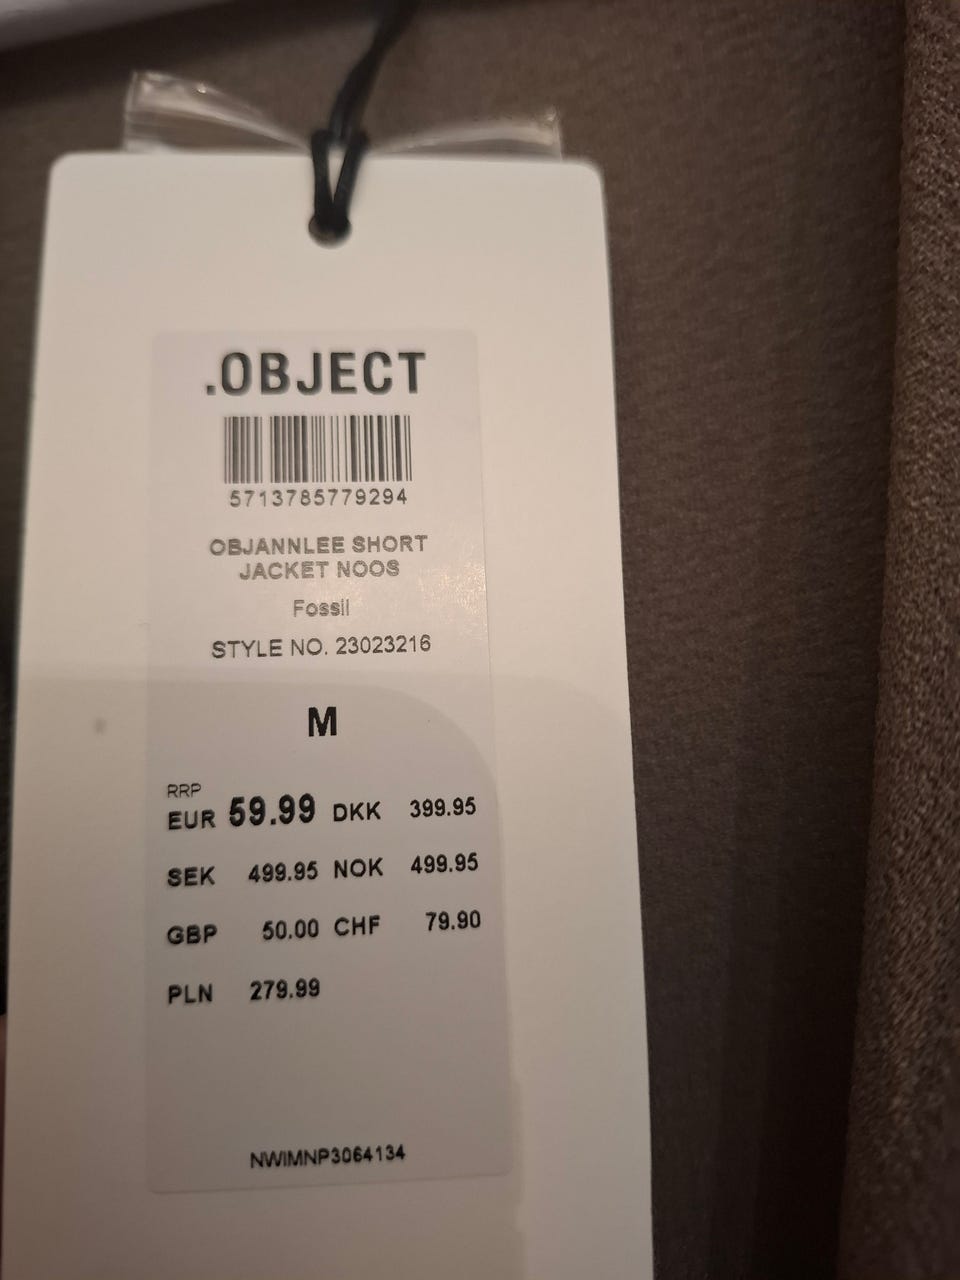 .OBJECT
5713785779294
OBJANNLEE SHORT
JACKET NOOS
Fossil
STYLE NO. 23023216
M
RRP
EUR 59.99 DKK 399.95
SEK 499.95 NOK 499.95
GBP 50.00 CHF 79.90
PLN 279.99
NWIMNP3064134